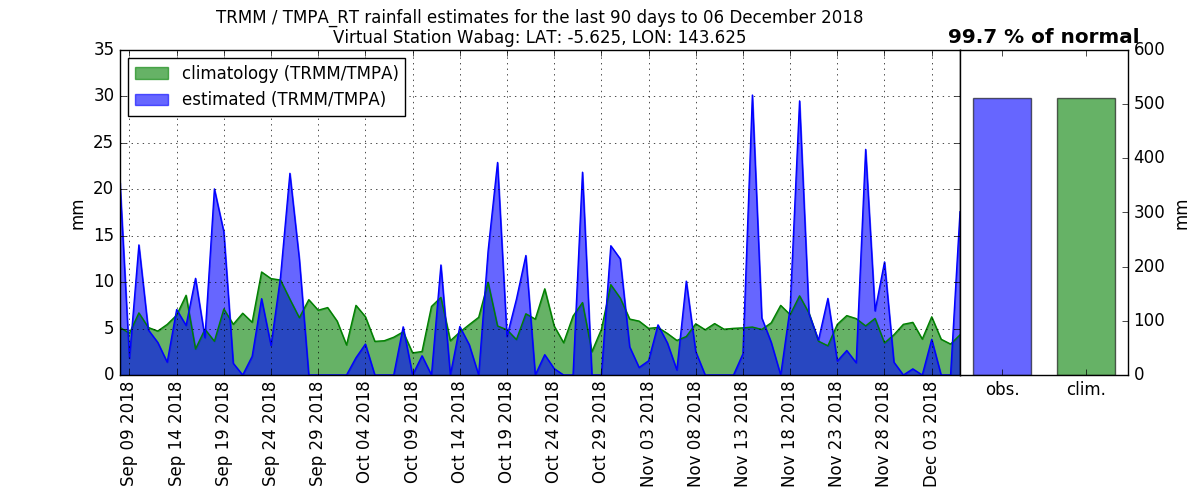 TRMM / TMPA_RT rainfall estimates for the last 90 days to 06 December 2018
Virtual Station Wabag: LAT: -5.625, LON: 143.625
99.7 % of normal
climatology (TRMM/TMPA)
estimated (TRMM/TMPA)
mm
35
30
25
20
15
10
5
0
Sep 09 2018
Sep 14 2018
Sep 19 2018
Sep 24 2018
Sep 29 2018
Oct 04 2018
Oct 09 2018
Oct 14 2018
Oct 19 2018
Oct 24 2018
Oct 29 2018
Nov 03 2018
Nov 08 2018
Nov 13 2018
Nov 18 2018
Nov 23 2018
Nov 28 2018
Dec 03 2018
600
500
400
300
200
100
0
mm
obs.
clim.